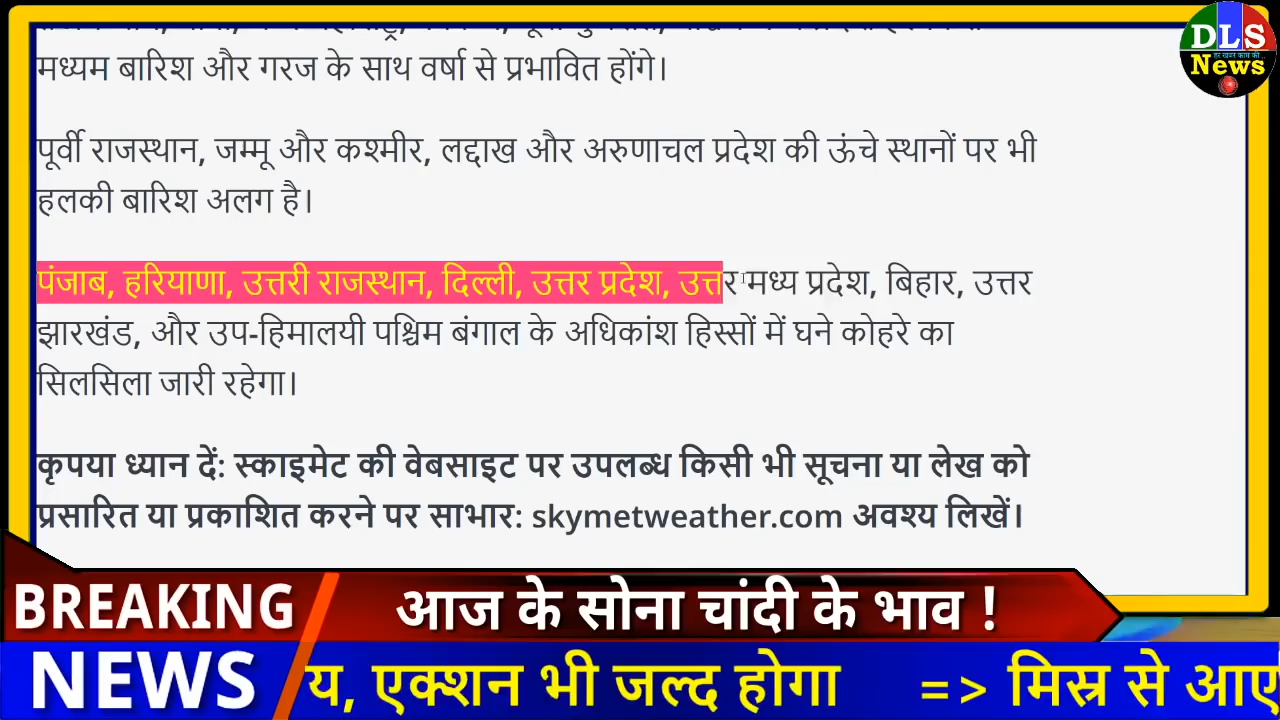 मध्यम बारिश और गरज के साथ वर्षा से प्रभावित होंगे।
पूर्वी राजस्थान, जम्मू और कश्मीर, लद्दाख और अरुणाचल प्रदेश की ऊंचे स्थानों पर भी
हलकी बारिश अलग है।
पंजाब, हरियाणा, उत्तरी राजस्थान, दिल्ली, उत्तर प्रदेश, उत्तर मध्य प्रदेश, बिहार, उत्तर
झारखंड, और उप-हिमालयी पश्चिम बंगाल के अधिकांश हिस्सों में घने कोहरे का
सिलसिला जारी रहेगा।
कृपया ध्यान दें: स्काइमेट की वेबसाइट पर उपलब्ध किसी भी सूचना या लेख को
प्रसारित या प्रकाशित करने पर साभार: skymetweather.com अवश्य लिखें।
DLS
हर खबर काम की..
News
BREAKING
NEWS
आज के सोना चांदी के भाव !
य, एक्शन भी जल्द होगा => मिस्र से आए